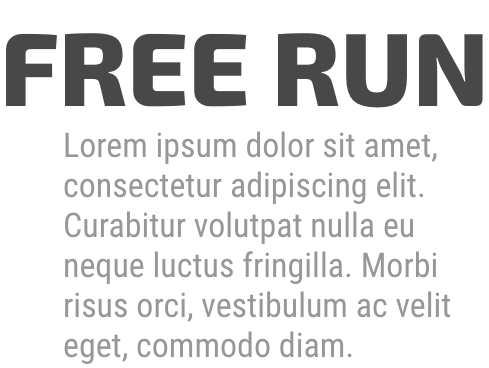 FREE RUN
Lorem ipsum dolor sit amet,
consectetur adipiscing elit.
Curabitur volutpat nulla eu
neque luctus fringilla. Morbi
risus orci, vestibulum ac velit
eget, commodo diam.